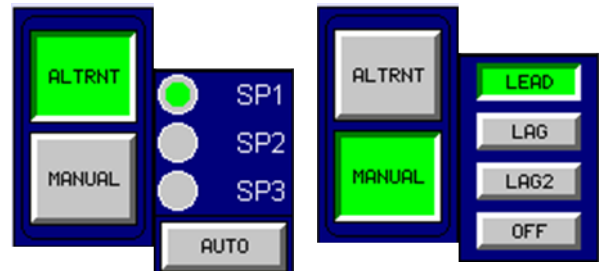 ALTRNT
SP1
SP2
MANUAL
SP3
AUTO
ALTRNT
LEAD
LAG
MANUAL
LAG2
OFF